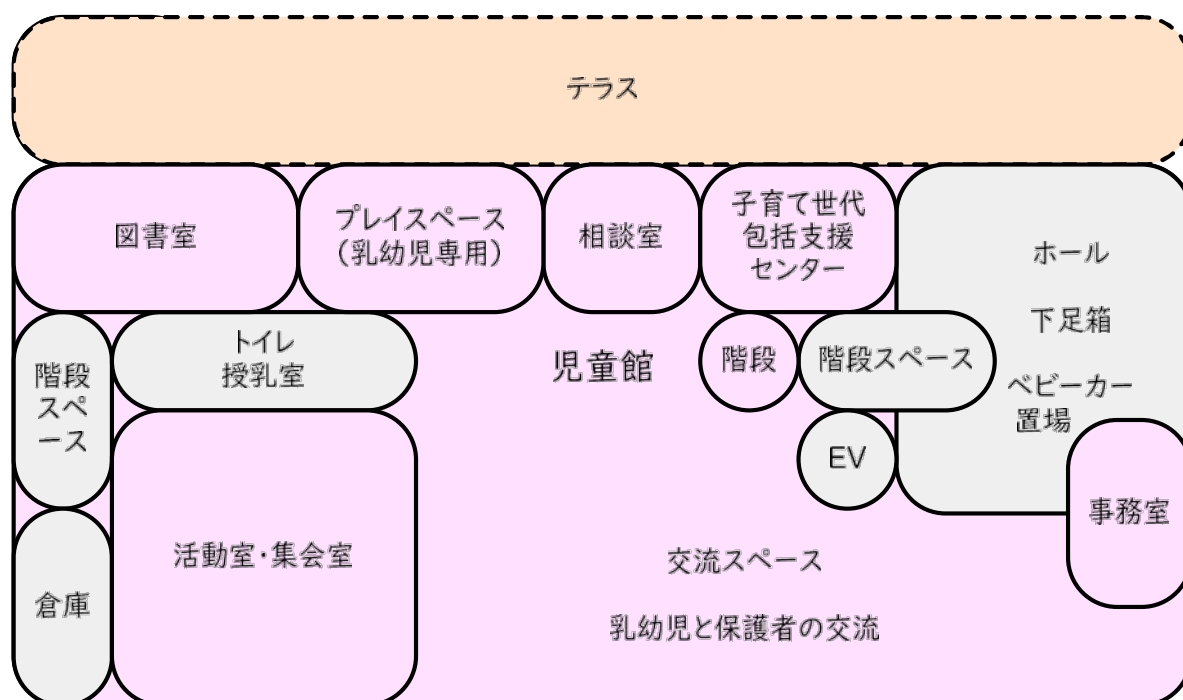 テラス
図書室
プレイスペース
（乳幼児専用）
相談室
子育て世代
包括支援
センター
ホール
下足箱
ベビーカー
置場
階段
スペ
ース
トイレ
授乳室
児童館
階段
階段スペース
EV
事務室
活動室・集会室
交流スペース
倉庫
乳幼児と保護者の交流